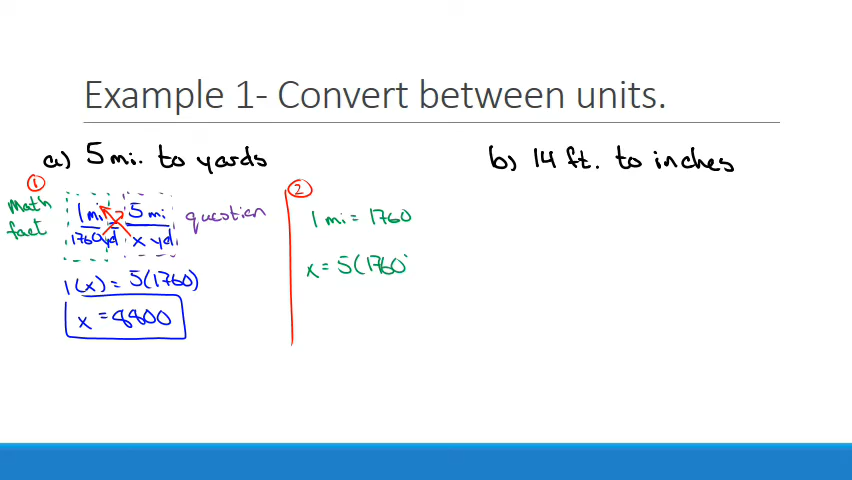 Example 1- Convert between units.
a) 5 mi. to yards
①
Math
fact
1 mi = 5 mi
1760 yd x yd
question
1(x) = 5(1760)
x = 8800
②
1 mi = 1760
x = 5(1760
b) 14 ft. to inches